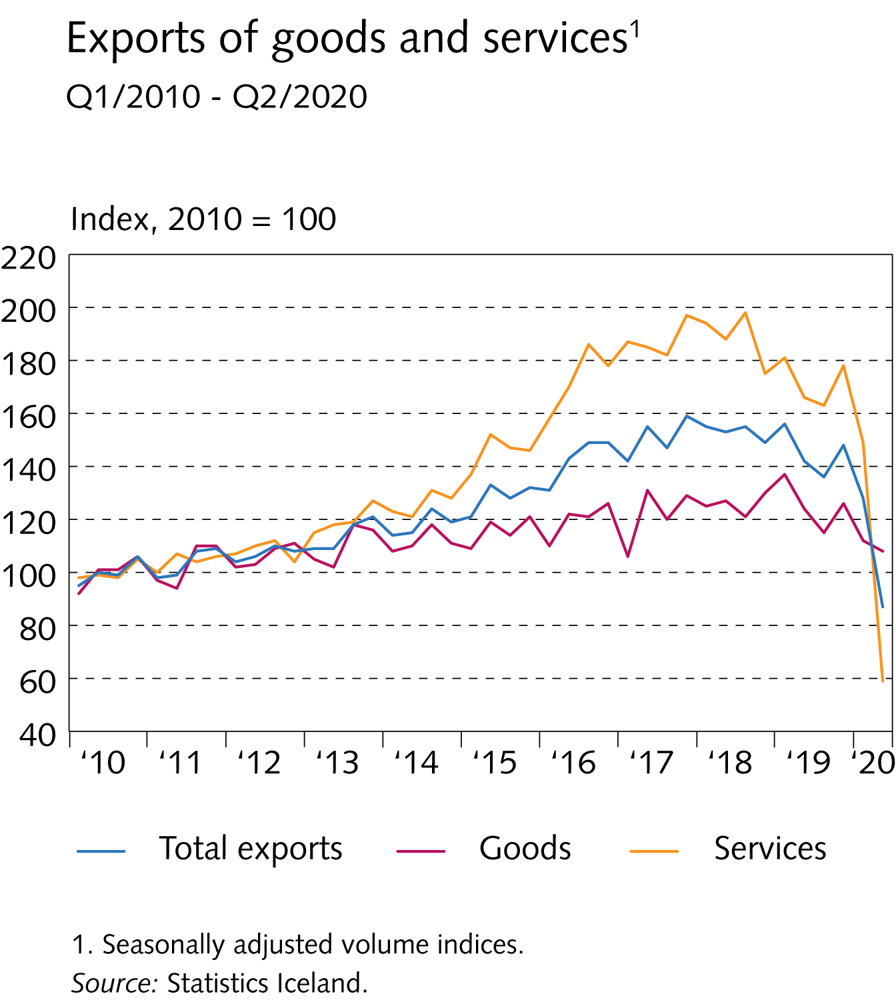 Exports of goods and services¹
Q1/2010 - Q2/2020
Index, 2010 = 100
220
200
180
160
140
120
100
80
60
40
‘10 ‘11 ‘12 ‘13 ‘14 ‘15 ‘16 ‘17 ‘18 ‘19 ‘20
Total exports Goods Services
1. Seasonally adjusted volume indices.
Source: Statistics Iceland.